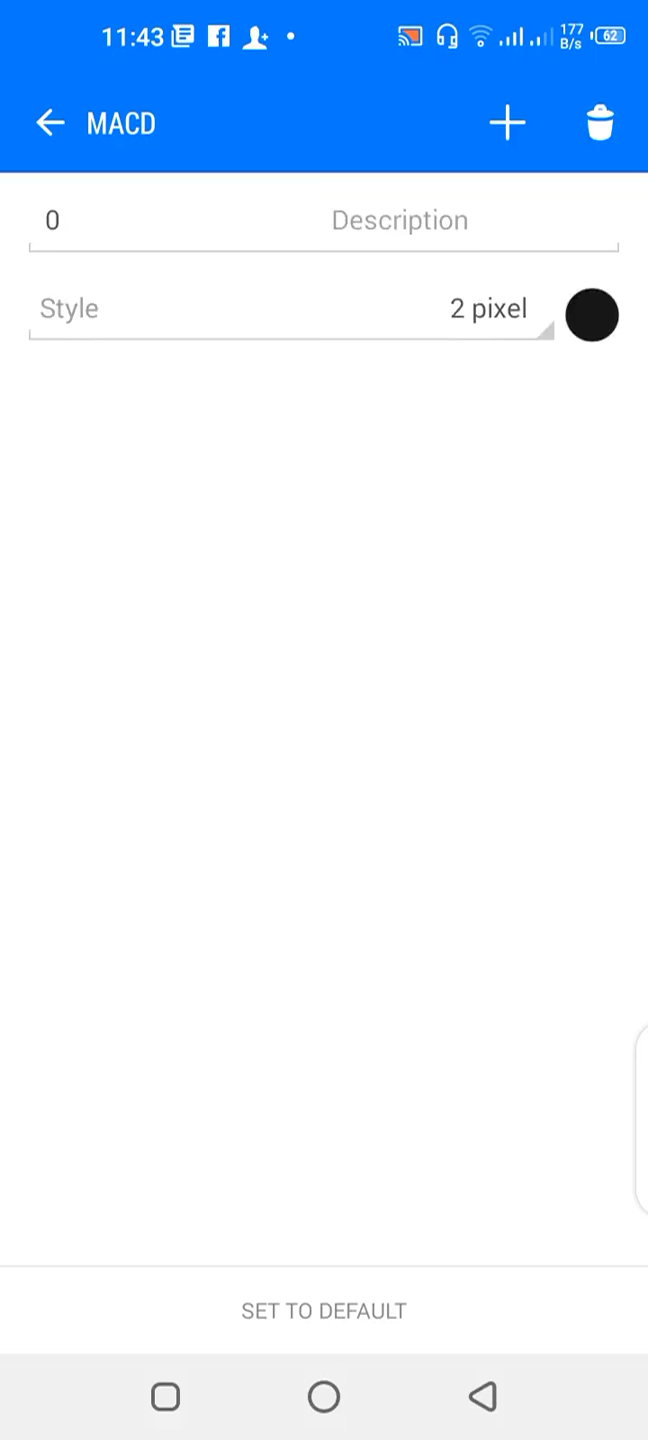 11:43 177 B/s 62
MACD
0 Description
Style 2 pixel
SET TO DEFAULT